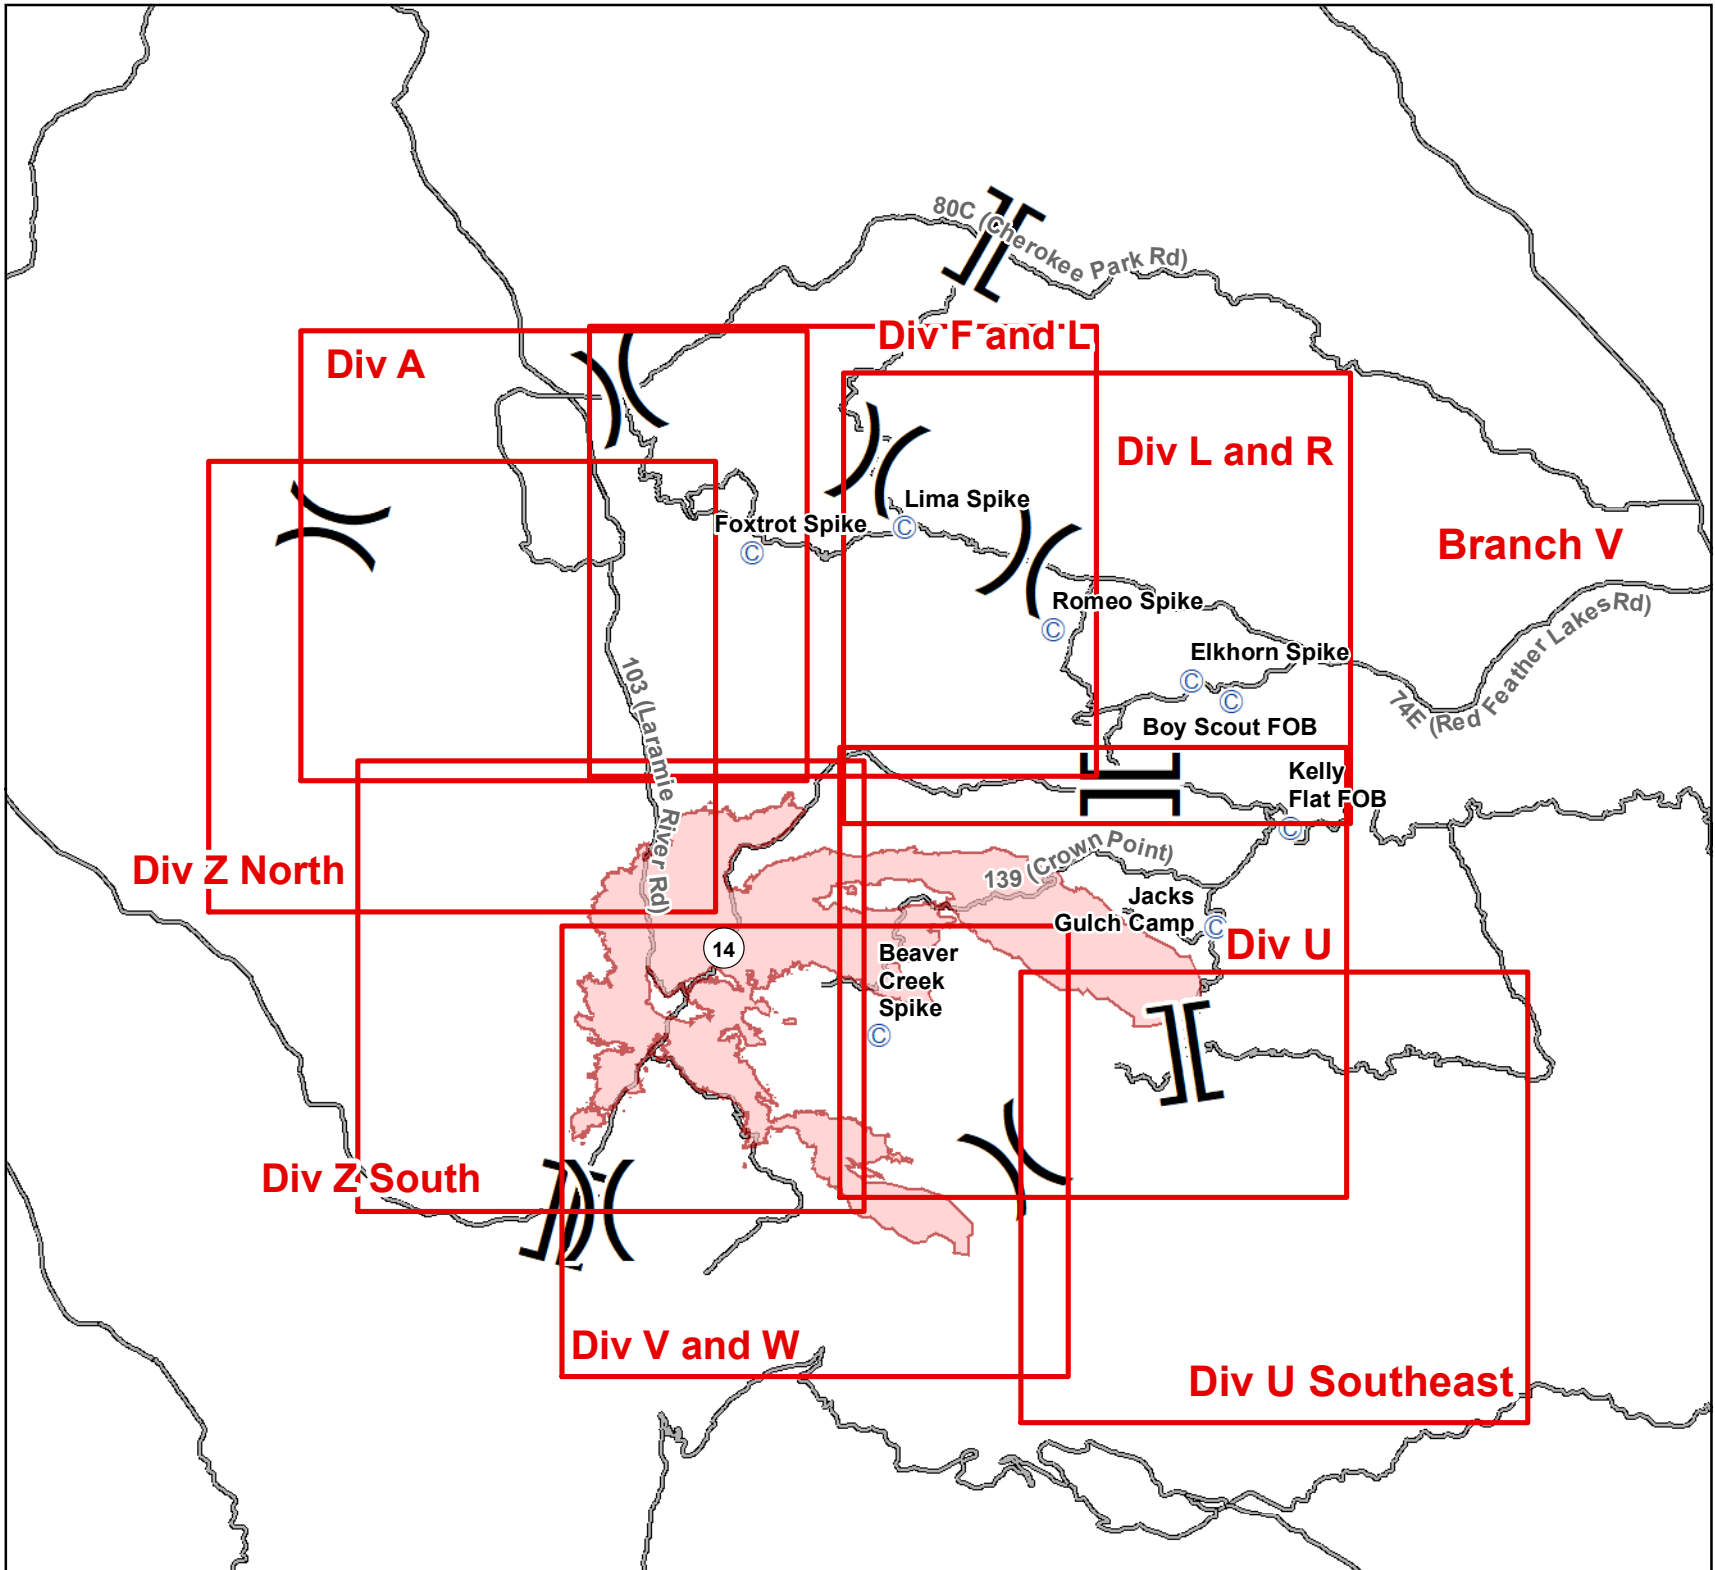 80C (Cherokee Park Rd)
Div F and L
Div A
Div L and R
Lima Spike
Foxtrot Spike
Branch V
Romeo Spike
Elkhorn Spike
74E (Red Feather Lakes Rd)
103 (Laramie River Rd)
Boy Scout FOB
Kelly
Flat FOB
Div Z North
139 (Crown Point)
Jacks
Gulch Camp
Div U
14
Beaver
Creek
Spike
Div Z South
Div V and W
Div U Southeast
©
©
©
©
©
©
©
©